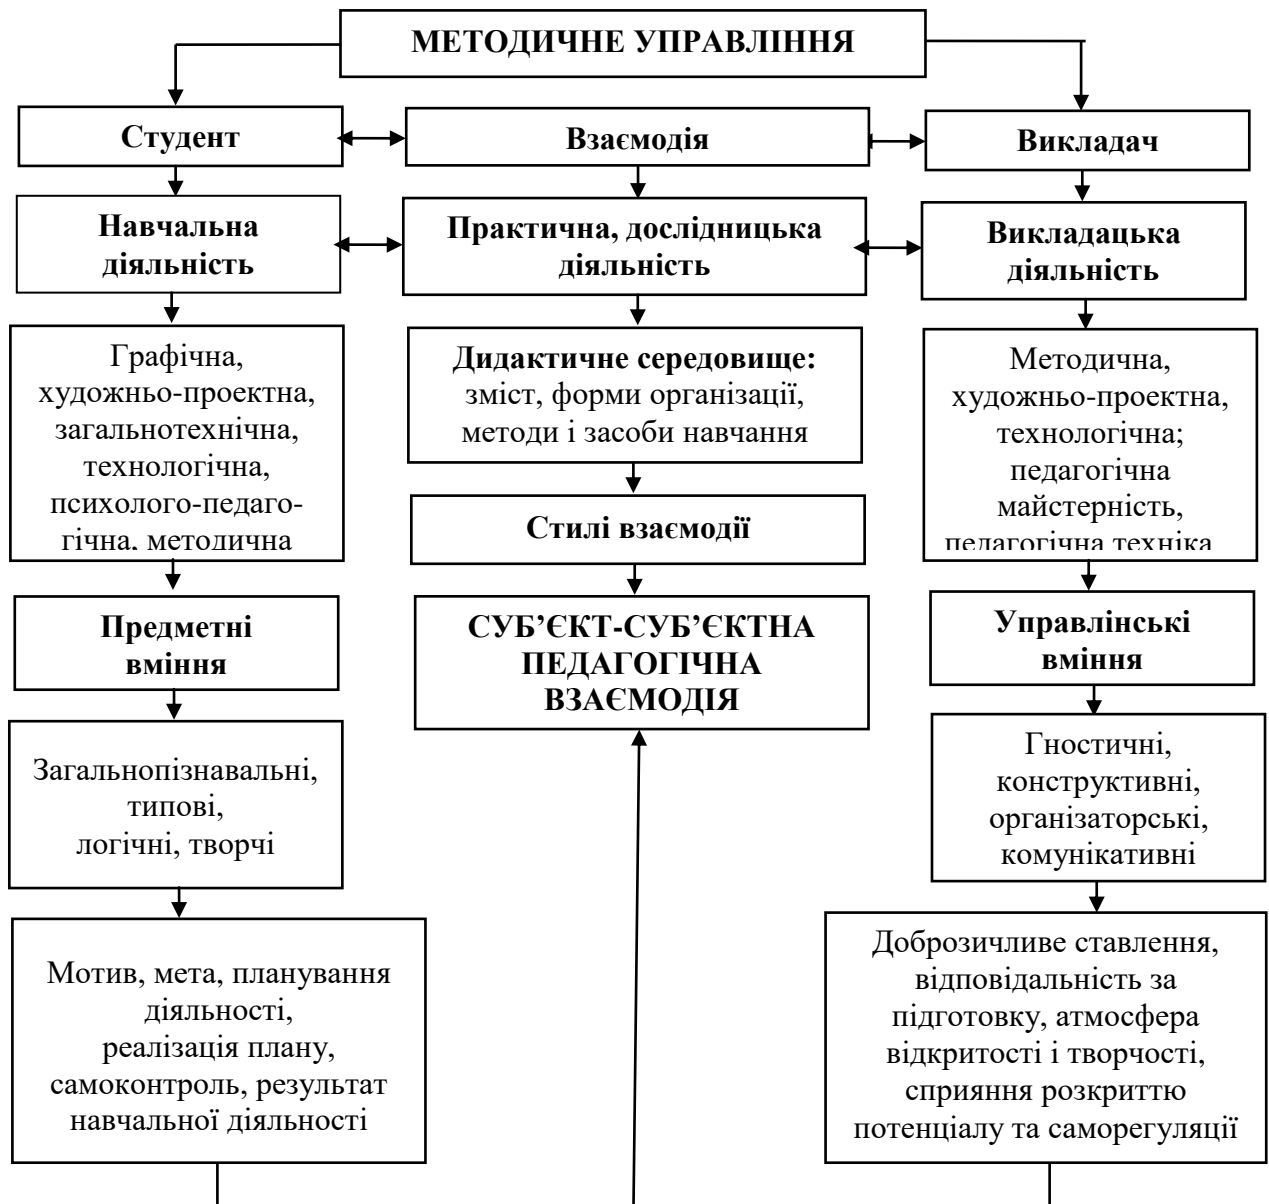 МЕТОДИЧНЕ УПРАВЛІННЯ
Студент
Взаємодія
Викладач
Навчальна
діяльність
Практична, дослідницька
діяльність
Викладацька
діяльність
Графічна,
художньо-проектна,
загальнотехнічна,
технологічна,
психолого-педаго-
гічна, методична
Дидактичне середовище:
зміст, форми організації,
методи і засоби навчання
Методична,
художньо-проектна,
технологічна;
педагогічна
майстерність,
педагогічна техніка
Стилі взаємодії
Предметні
вміння
СУБ’ЄКТ-СУБ’ЄКТНА
ПЕДАГОГІЧНА
ВЗАЄМОДІЯ
Управлінські
вміння
Загальнопізнавальні,
типові,
логічні, творчі
Гностичні,
конструктивні,
організаторські,
комунікативні
Мотив, мета, планування
діяльності,
реалізація плану,
самоконтроль, результат
навчальної діяльності
Доброзичливе ставлення,
відповідальність за
підготовку, атмосфера
відкритості і творчості,
сприяння розкриттю
потенціалу та саморегуляції